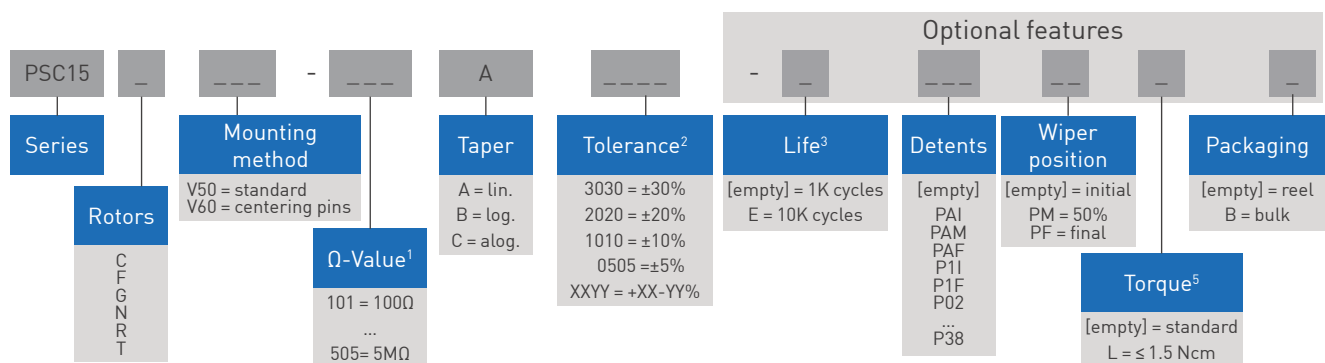 Optional features
PSC15 _ _ _ _ - _ _ _ A _ _ _ _ - _ _ _ _ _ _ _ _
Series
Rotors
C
F
G
N
R
T
Mounting
method
V50 = standard
V60 = centering pins
Ω-Value¹
101 = 100Ω
...
505= 5MΩ
Taper
A = lin.
B = log.
C = alog.
Tolerance²
3030 = ±30%
2020 = ±20%
1010 = ±10%
0505 =±5%
XXYY = +XX-YY%
Life³
[empty] = 1K cycles
E = 10K cycles
Detents
[empty]
PAI
PAM
PAF
P1I
P1F
P02
...
P38
Wiper
position
[empty] = initial
PM = 50%
PF = final
Torque⁵
[empty] = standard
L = ≤ 1.5 Ncm
Packaging
[empty] = reel
B = bulk